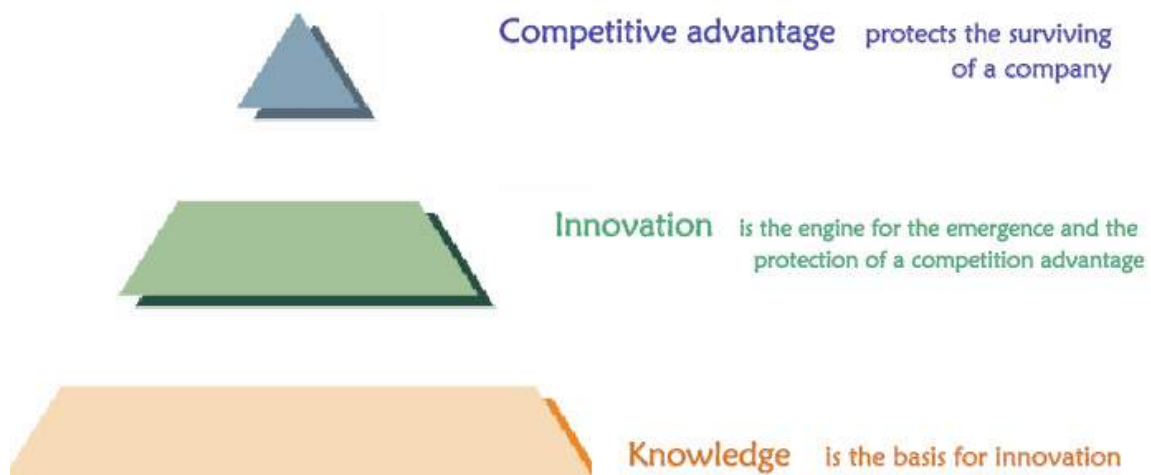 Competitive advantage protects the surviving
of a company
Innovation is the engine for the emergence and the
protection of a competition advantage
Knowledge is the basis for innovation